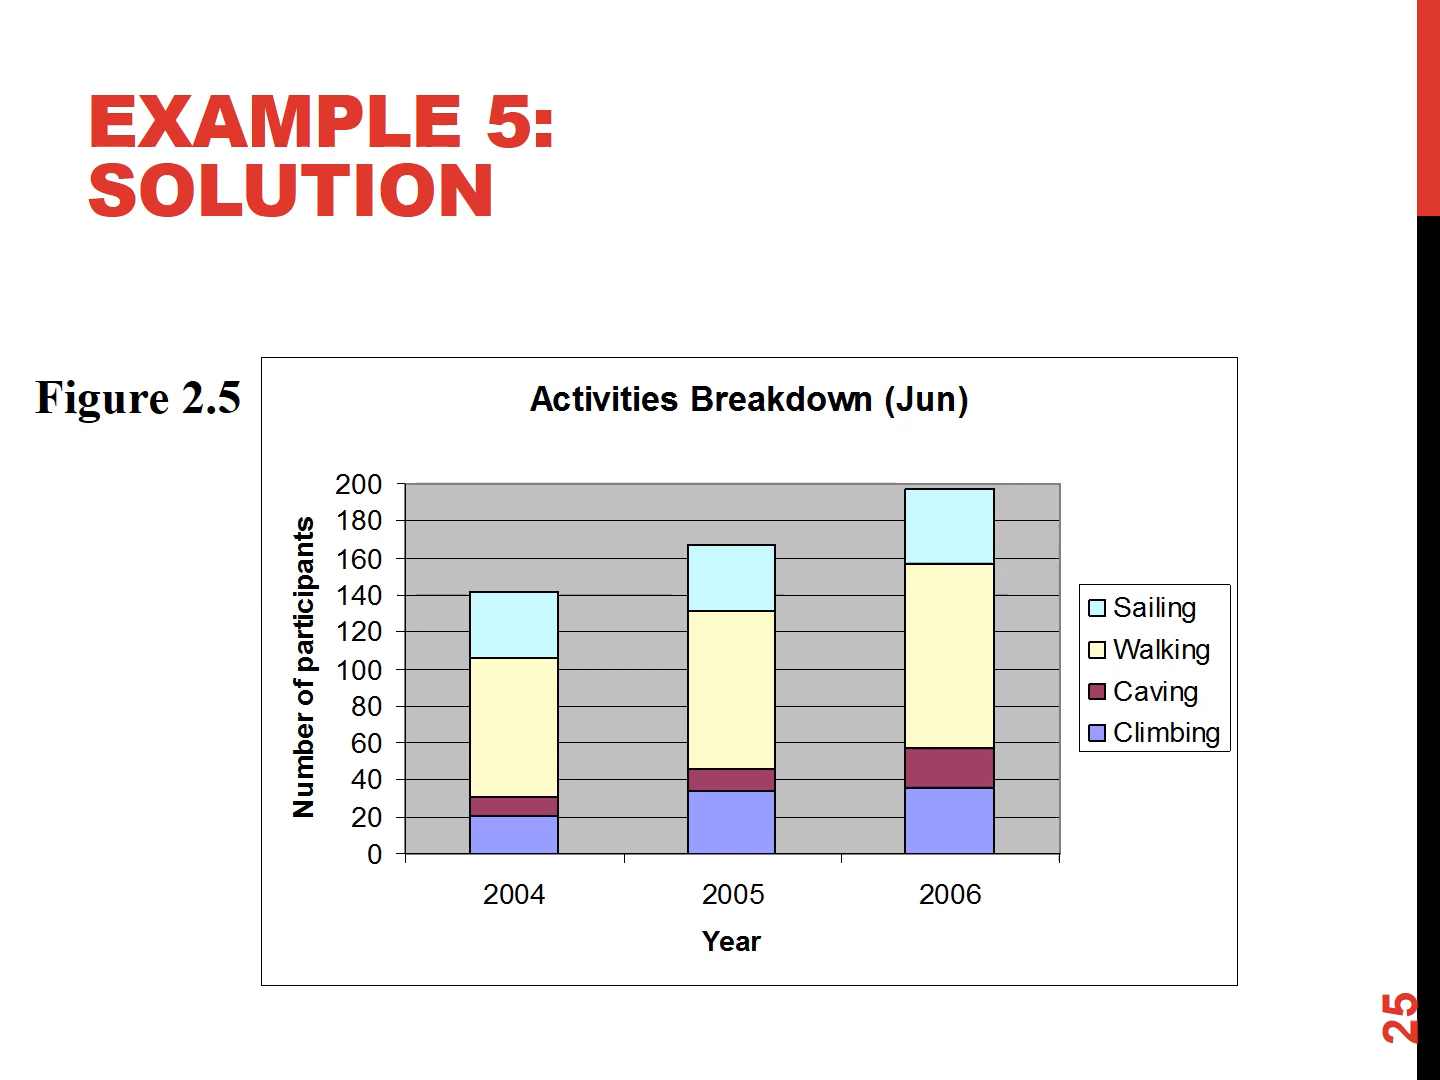 EXAMPLE 5:
SOLUTION
Figure 2.5
Activities Breakdown (Jun)
Number of participants
200
180
160
140
120
100
80
60
40
20
0
2004 2005 2006
Year
Sailing
Walking
Caving
Climbing
25